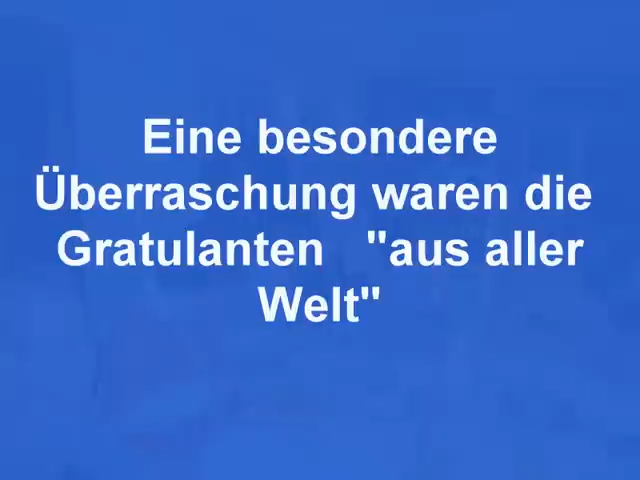 Eine besondere
Überraschung waren die
Gratulanten   "aus aller
Welt"